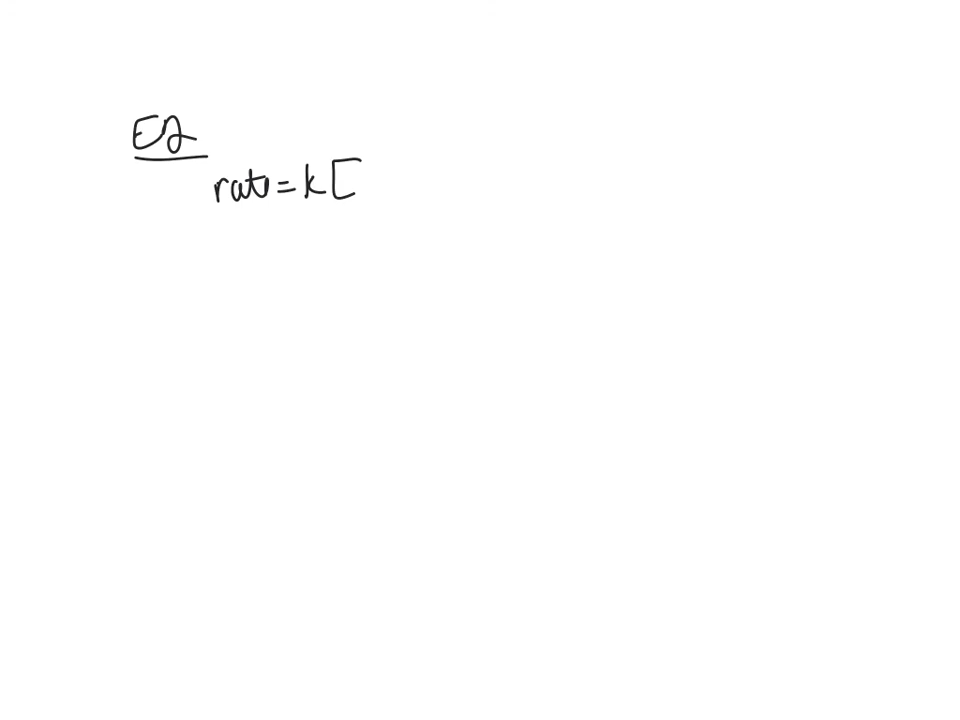 E2
rate = k [